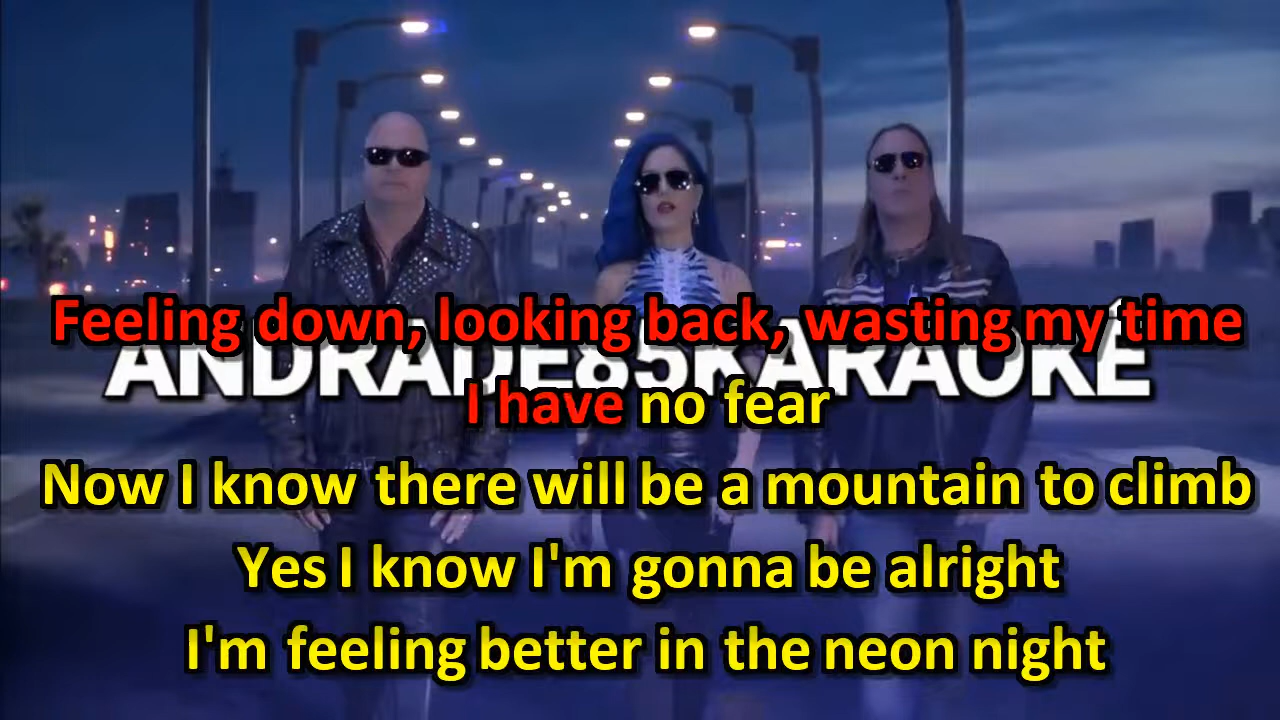 Feeling down, looking back, wasting my time
ANDRADE85KARAOKÊ
I have no fear
Now I know there will be a mountain to climb
Yes I know I'm gonna be alright
I'm feeling better in the neon night